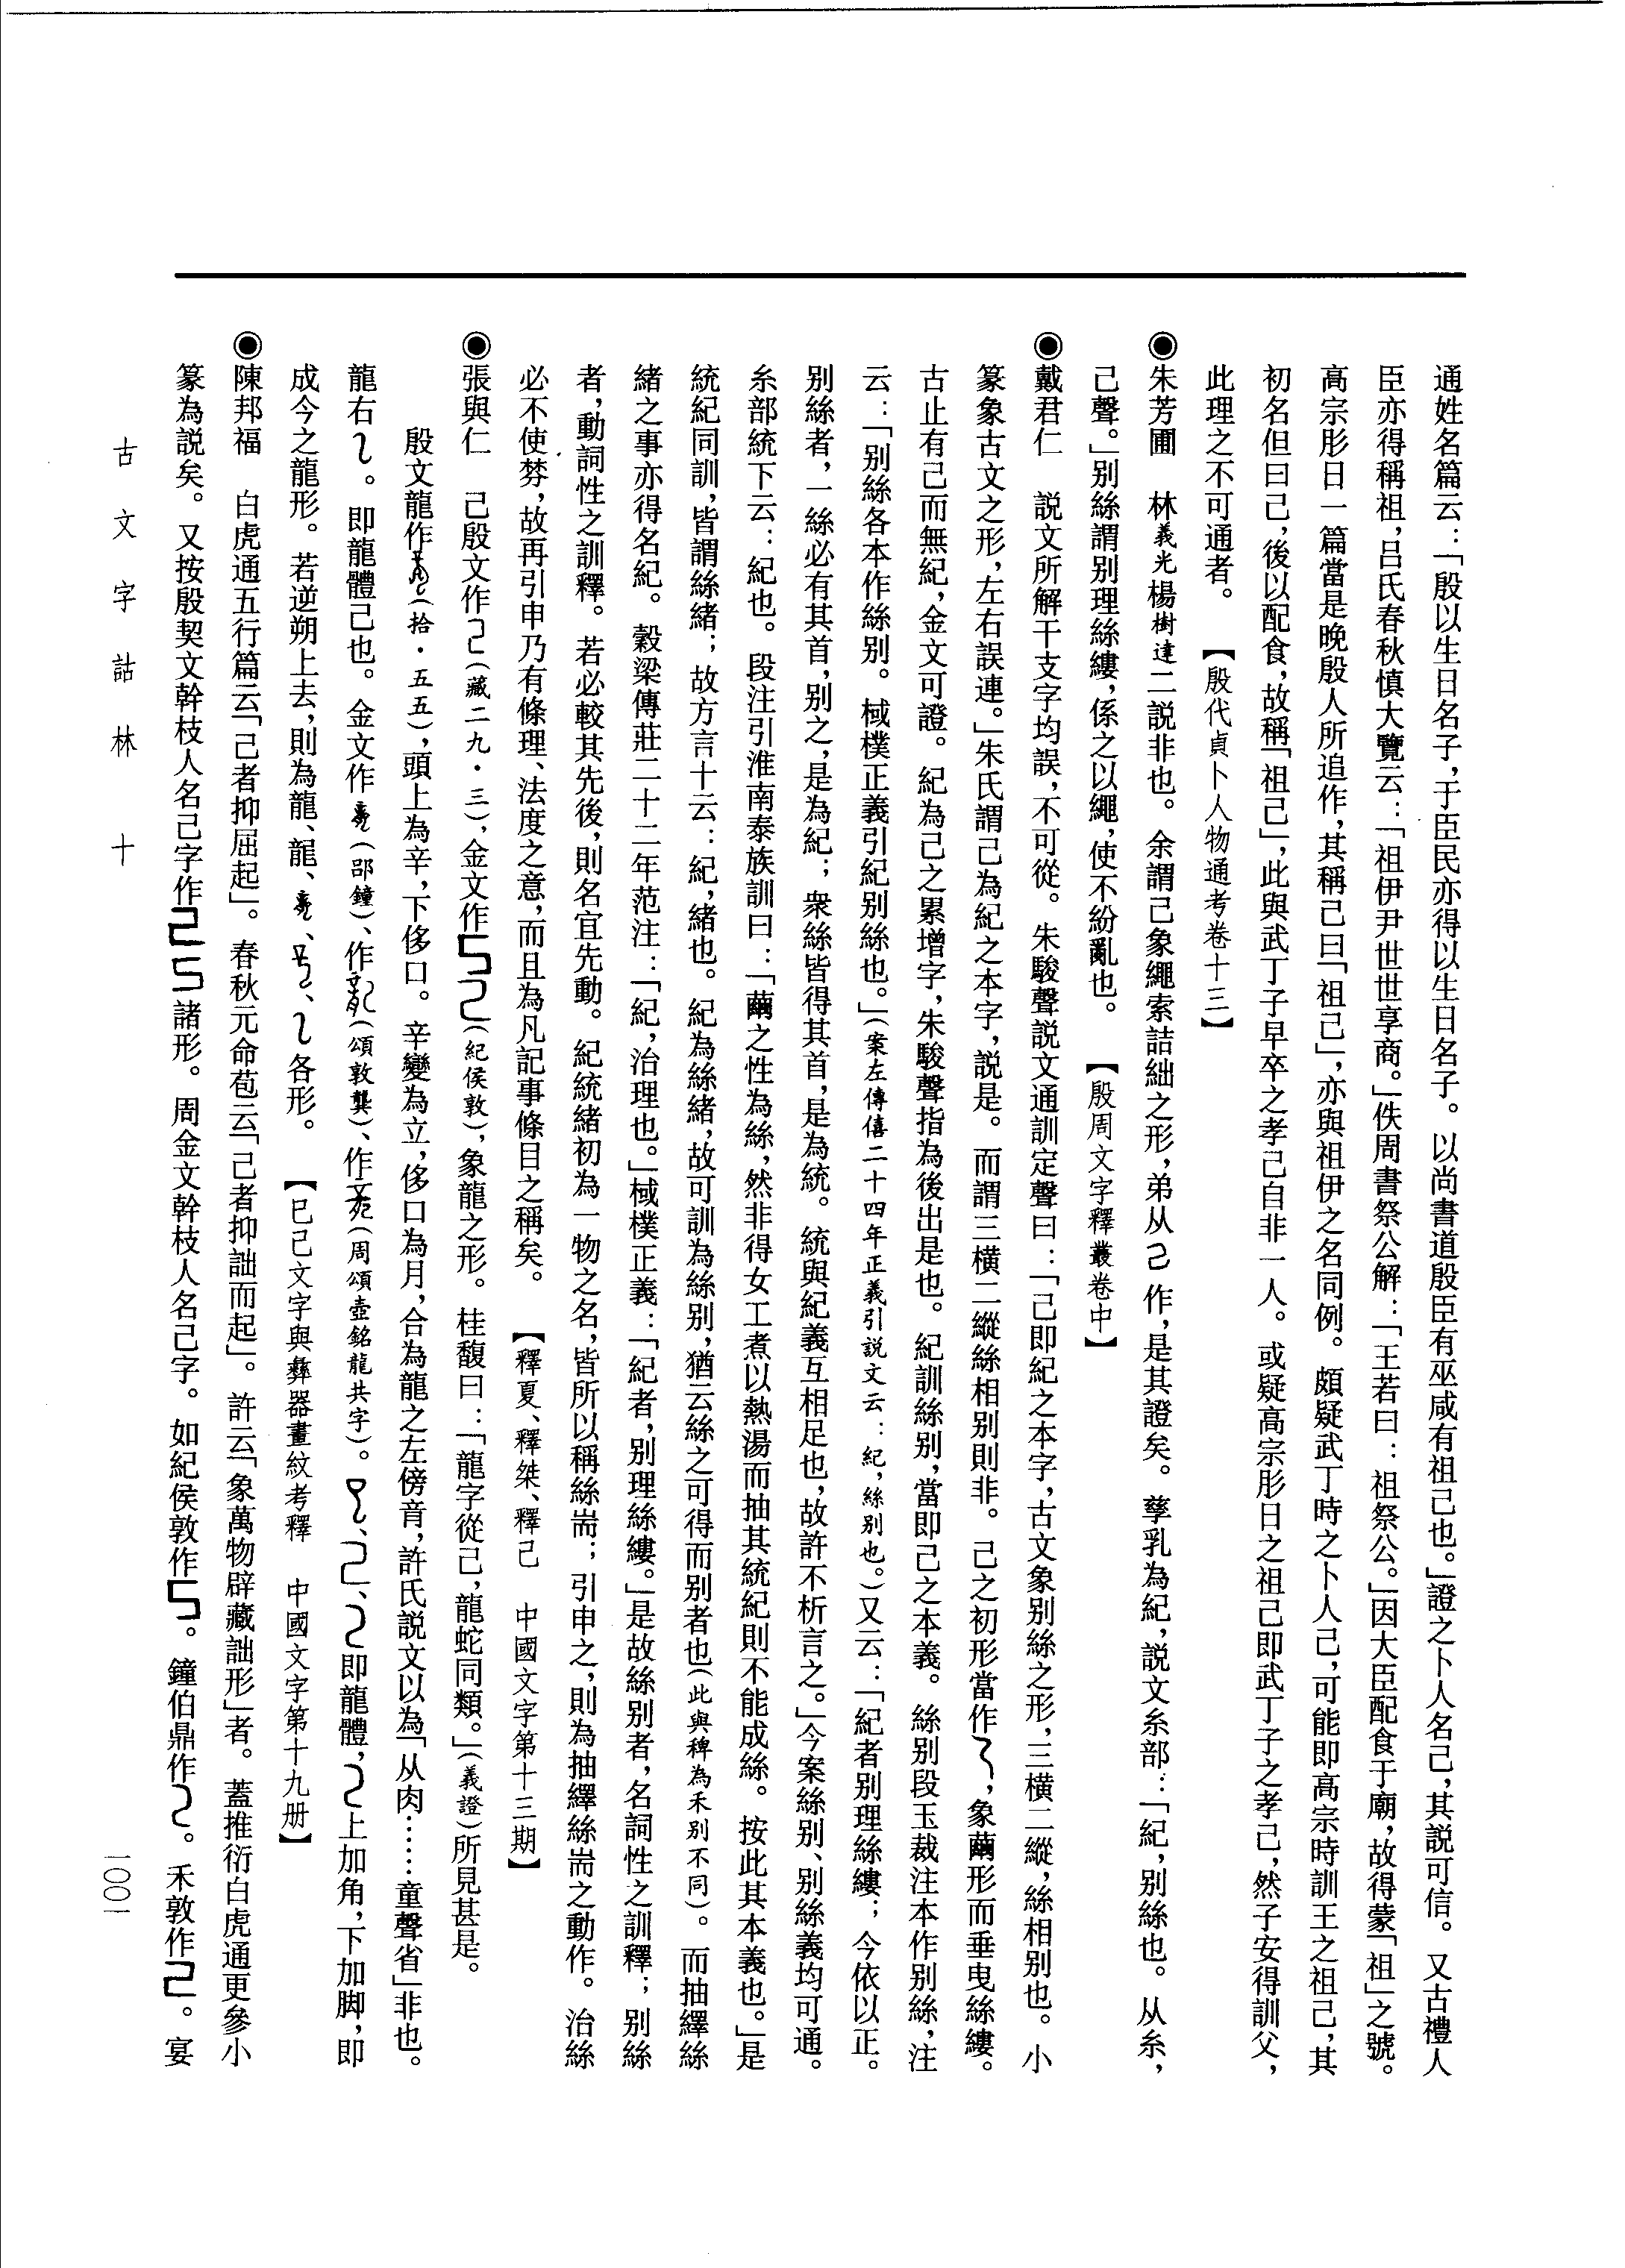 通姓名篇云：「殷以生日名子，于臣民亦得以生日名子。以尚書道殷臣有巫咸有祖己也。」證之卜人名己，其説可信。又古禮人
臣亦得稱祖，吕氏春秋慎大覽云：「祖伊尹世世享商。」佚周書祭公解：「王若曰：祖祭公。」因大臣配食于廟，故得蒙「祖」之號。
高宗肜日一篇當是晚殷人所追作，其稱己曰「祖己」，亦與祖伊之名同例。頗疑武丁時之卜人己，可能即高宗時訓王之祖己，其
初名但曰己，後以配食，故稱「祖己」，此與武丁子早卒之孝己自非一人。或疑高宗肜日之祖己即武丁子之孝己，然子安得訓父，
此理之不可通者。【殷代貞卜人物通考卷十三】
◉朱芳圃　林義光楊樹達二説非也。余謂己象繩索詰詘之形，弟从作，是其證矣。孳乳為紀，説文糸部：「紀，别絲也。从糸，
己聲。」别絲謂别理絲縷，係之以繩，使不紛亂也。【殷周文字釋叢卷中】
◉戴君仁　説文所解干支字均誤，不可從。朱駿聲説文通訓定聲曰：「己即紀之本字，古文象别絲之形，三横二縱，絲相别也。小
篆象古文之形，左右誤連。」朱氏謂己為紀之本字，説是。而謂三横二縱絲相别則非。己之初形當作，象繭形而垂曳絲縷。
古止有己而無紀，金文可證。紀為己之累增字，朱駿聲指為後出是也。紀訓絲别，當即己之本義。絲别段玉裁注本作别絲，注
云：「别絲各本作絲别。棫樸正義引紀别絲也。」（案左傳僖二十四年正義引説文云：紀，絲别也。）又云：「紀者别理絲縷；今依以正。
别絲者，一絲必有其首，别之，是為紀；衆絲皆得其首，是為統。統與紀義互相足也，故許不析言之。」今案絲别、别絲義均可通。
糸部統下云：紀也。段注引淮南泰族訓曰：「繭之性為絲，然非得女工煮以熱湯而抽其統紀則不能成絲。按此其本義也。」是
統紀同訓，皆謂絲緒；故方言十云：紀，緒也。紀為絲緒，故可訓為絲别，猶云絲之可得而别者也（此與稗為禾别不同）。而抽繹絲
緒之事亦得名紀。穀梁傳莊二十二年范注：「紀，治理也。」棫樸正義：「紀者，别理絲縷。」是故絲别者，名詞性之訓釋；别絲
者，動詞性之訓釋。若必較其先後，則名宜先動。紀統緒初為一物之名，皆所以稱絲耑；引申之，則為抽繹絲耑之動作。治絲
必不使棼，故再引申乃有條理、法度之意，而且為凡記事條目之稱矣。【釋夏、釋桀、釋己　中國文字第十三期】
◉張與仁　己殷文作（藏二九·三），金文作（紀侯敦），象龍之形。桂馥曰：「龍字從己，龍蛇同類。」（義證）所見甚是。
殷文龍作（拾·五五），頭上為辛，下侈口。辛變為立，侈口為月，合為龍之左傍音，許氏説文以為「从肉……童聲省」非也。
龍右。即龍體己也。金文作（邵鐘）、作（頌敦龔）、作（周頌壺銘龍共字）。、、即龍體，上加角，下加脚，即
成今之龍形。若逆朔上去，則為龍、龍、、、各形。【巳己文字與彝器畫紋考釋　中國文字第十九册】
◉陳邦福　白虎通五行篇云「己者抑屈起」。春秋元命苞云「己者抑詘而起」。許云「象萬物辟藏詘形」者。蓋推衍白虎通更參小
篆為説矣。又按殷契文幹枝人名己字作諸形。周金文幹枝人名己字。如紀侯敦作。鐘伯鼎作。禾敦作。宴
古文字詁林　十
一〇〇一